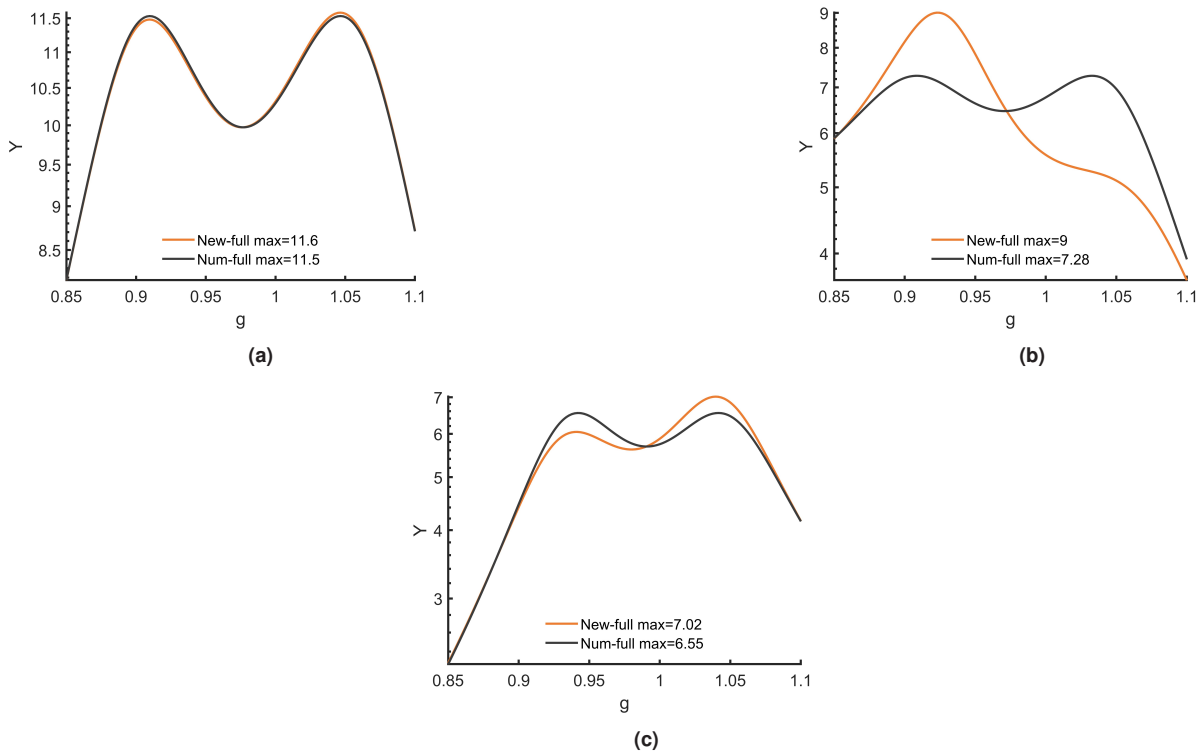 11.5
11
10.5
10
9.5
9
8.5
Y
New-full max=11.6
Num-full max=11.5
0.85 0.9 0.95 1 1.05 1.1
g
(a)
9
8
7
6
5
4
Y
New-full max=9
Num-full max=7.28
0.85 0.9 0.95 1 1.05 1.1
g
(b)
7
6
5
4
3
Y
New-full max=7.02
Num-full max=6.55
0.85 0.9 0.95 1 1.05 1.1
g
(c)